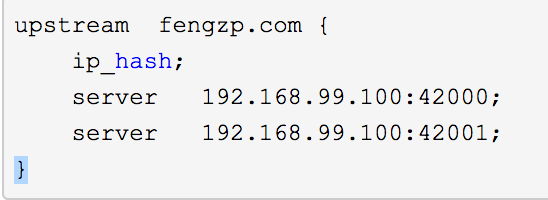 upstream  fengzp.com {
    ip_hash;
    server   192.168.99.100:42000;
    server   192.168.99.100:42001;
}